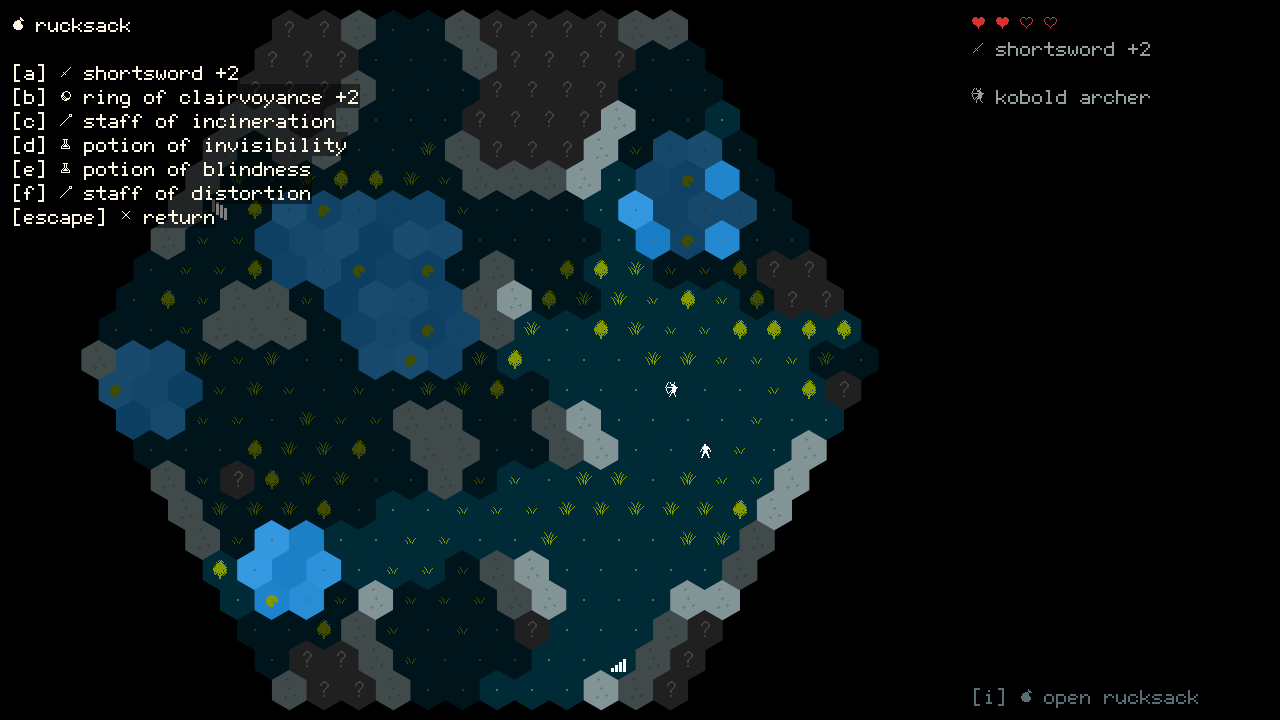 rucksack
[a] shortsword +2
[b] ring of clairvoyance +2
[c] staff of incineration
[d] potion of invisibility
[e] potion of blindness
[f] staff of distortion
[escape] × return
shortsword +2
kobold archer
[i] open rucksack